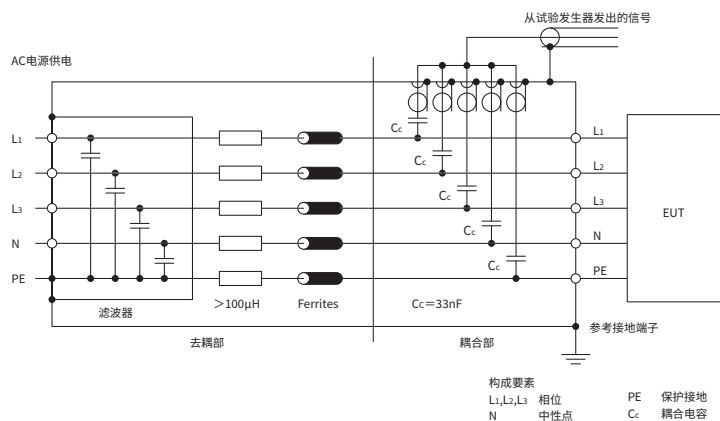 从试验发生器发出的信号
AC电源供电
L1
L2
L3
N
PE
Cc
Cc
Cc
Cc
Cc
L1
L2
L3
N
PE
EUT
滤波器
＞100μH
Ferrites
Cc＝33nF
去耦部
耦合部
参考接地端子
构成要素
L1,L2,L3 相位
N 中性点
PE 保护接地
Cc 耦合电容